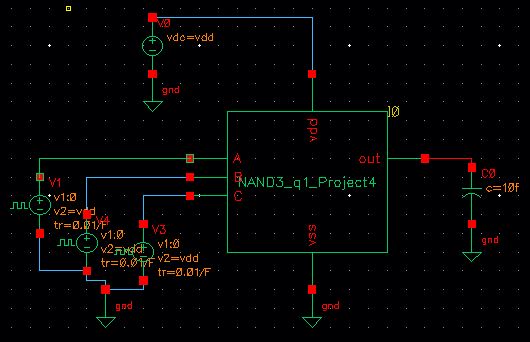 V0
vdc=vdd
gnd
I0
vdd
A
out
B
NAND3_q1_Project4
C
vss
C0
c=10f
gnd
V1
v1:0
v2=vdd
tr=0.01/F
V4
v1:0
v2=vdd
tr=0.01/F
V3
v1:0
v2=vdd
tr=0.01/F
gnd
gnd